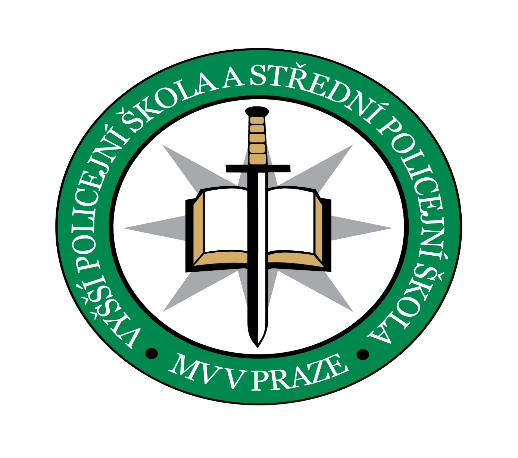 VYŠŠÍ POLICEJNÍ ŠKOLA A STŘEDNÍ POLICEJNÍ ŠKOLA
MV V PRAZE